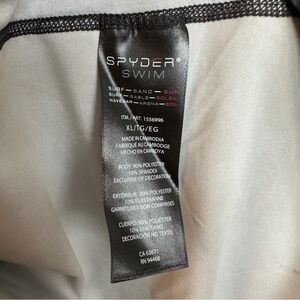 SPYDER®
SWIM
SURF — SAND — SUN
SURF — SABLE — SOLEIL
NAVEGAR — ARENA — SOL
ITM./ART. 1556996
XL/TG/EG
MADE IN CAMBODIA
FABRIQUÉ AU CAMBODGE
HECHO EN CAMBOYA
BODY: 90% POLYESTER
10% SPANDEX
EXCLUSIVE OF DECORATION
EXTÉRIEUR: 90% POLYESTER
10% ÉLASTHANNE
GARNITURES NON COMPRISES
CUERPO: 90% POLIÉSTER
10% ELASTANO
DECORACIÓN NO TEXTIL
CA 63671
RN 94468